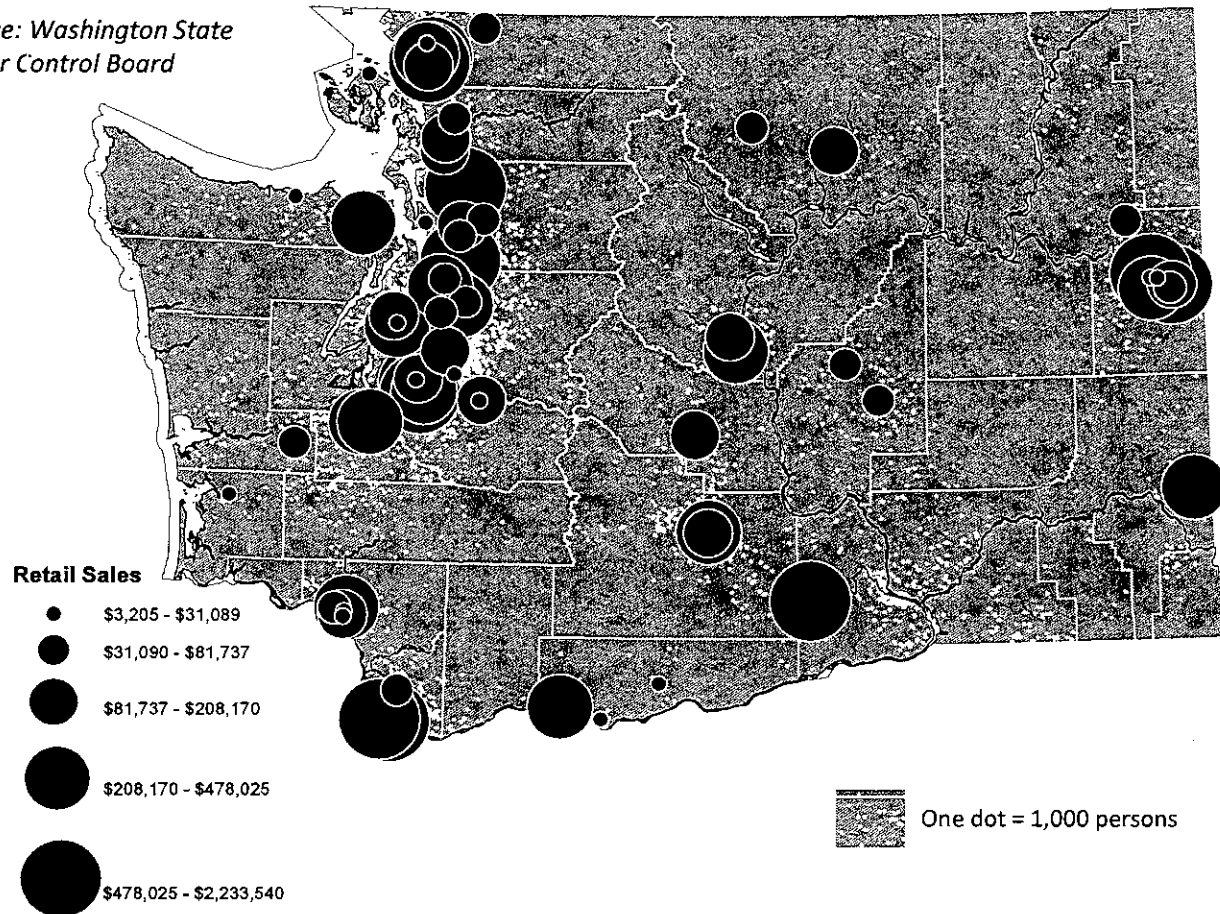 e: Washington State
r Control Board
Retail Sales
$3,205 - $31,089
$31,090 - $81,737
$81,737 - $208,170
$208,170 - $478,025
$478,025 - $2,233,540
One dot = 1,000 persons